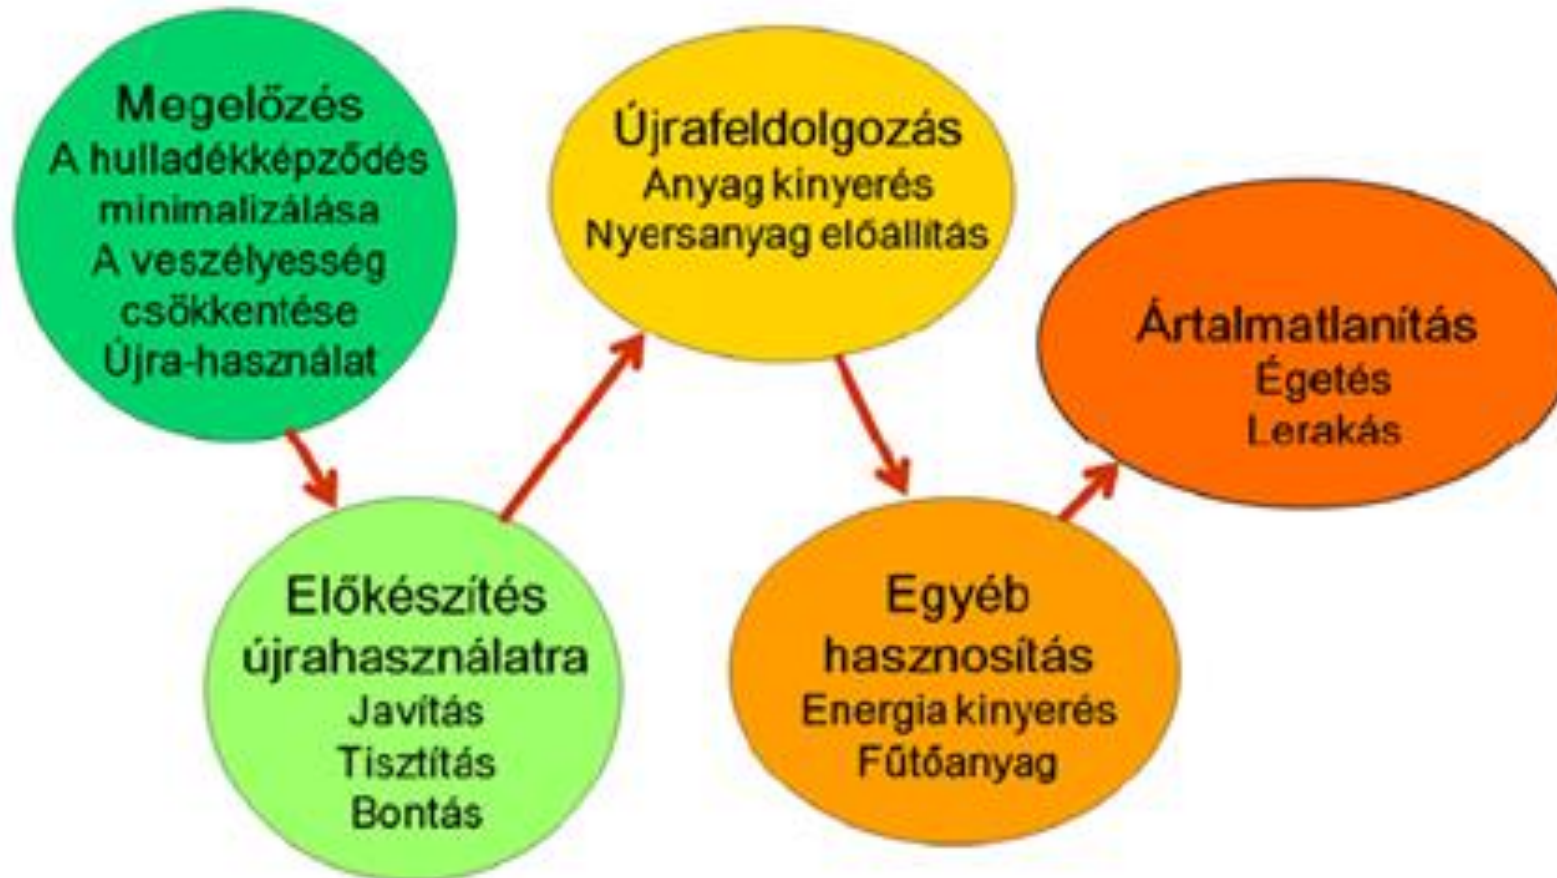 Megelőzés
A hulladékképződés
minimalizálása
A veszélyesség
csökkentése
Újra-használat
Előkészítés
újrahasználatra
Javítás
Tisztítás
Bontás
Újrafeldolgozás
Anyag kinyerés
Nyersanyag előállítás
Egyéb
hasznosítás
Energia kinyerés
Fűtőanyag
Ártalmatlanítás
Égetés
Lerakás